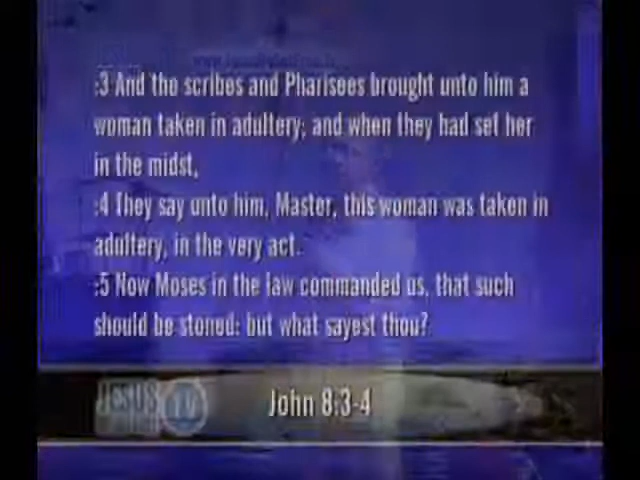 :3 And the scribes and Pharisees brought unto him a
woman taken in adultery; and when they had set her
in the midst,
:4 They say unto him, Master, this woman was taken in
adultery, in the very act.
:5 Now Moses in the law commanded us, that such
should be stoned: but what sayest thou?
JESUS TV
John 8:3-4